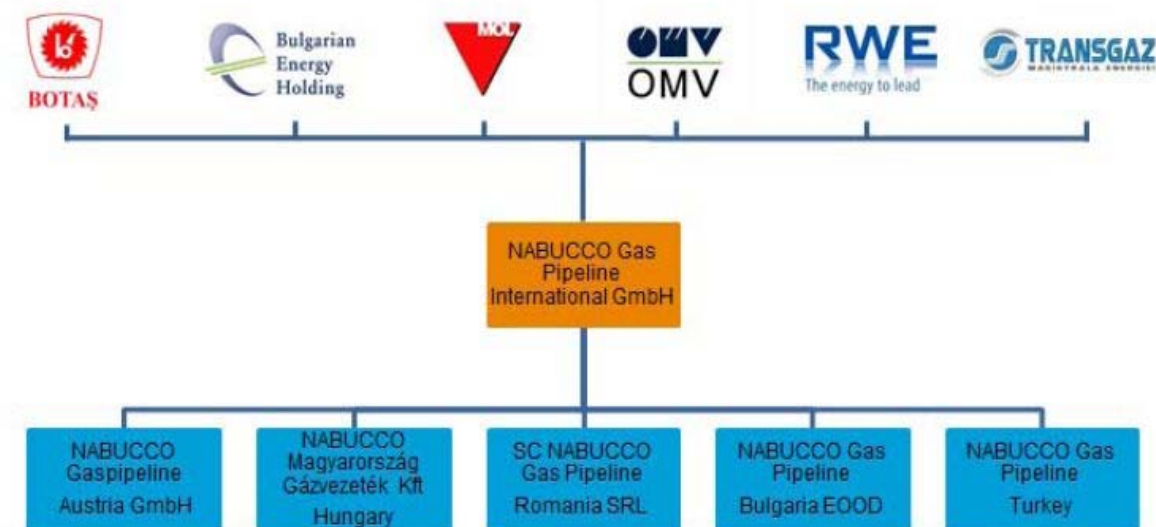 BOTAŞ
Bulgarian
Energy
Holding
MOL
OMV
OMV
RWE
The energy to lead
TRANSGAZ
MAGISTRALA ENERGIEI
NABUCCO Gas
Pipeline
International GmbH
NABUCCO
Gaspipeline
Austria GmbH
NABUCCO
Magyarország
Gázvezeték Kft
Hungary
SC NABUCCO
Gas Pipeline
Romania SRL
NABUCCO Gas
Pipeline
Bulgaria EOOD
NABUCCO Gas
Pipeline
Turkey